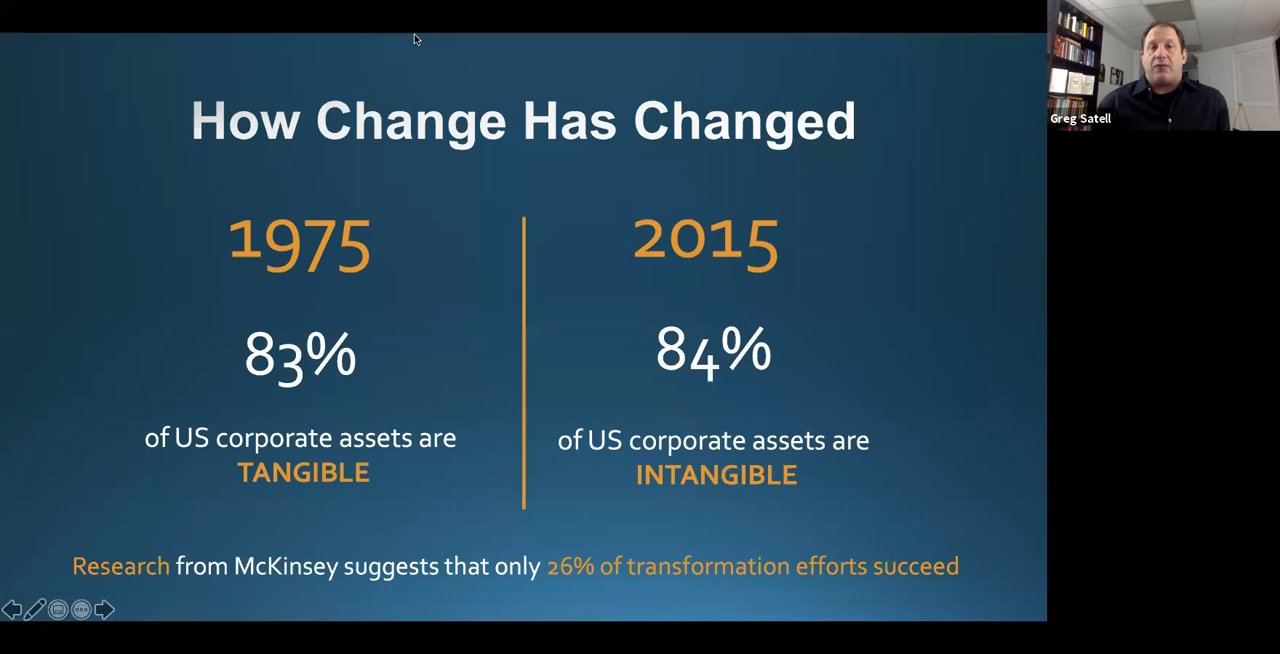 How Change Has Changed
1975
83%
of US corporate assets are
TANGIBLE
2015
84%
of US corporate assets are
INTANGIBLE
Research from McKinsey suggests that only 26% of transformation efforts succeed
Greg Satell